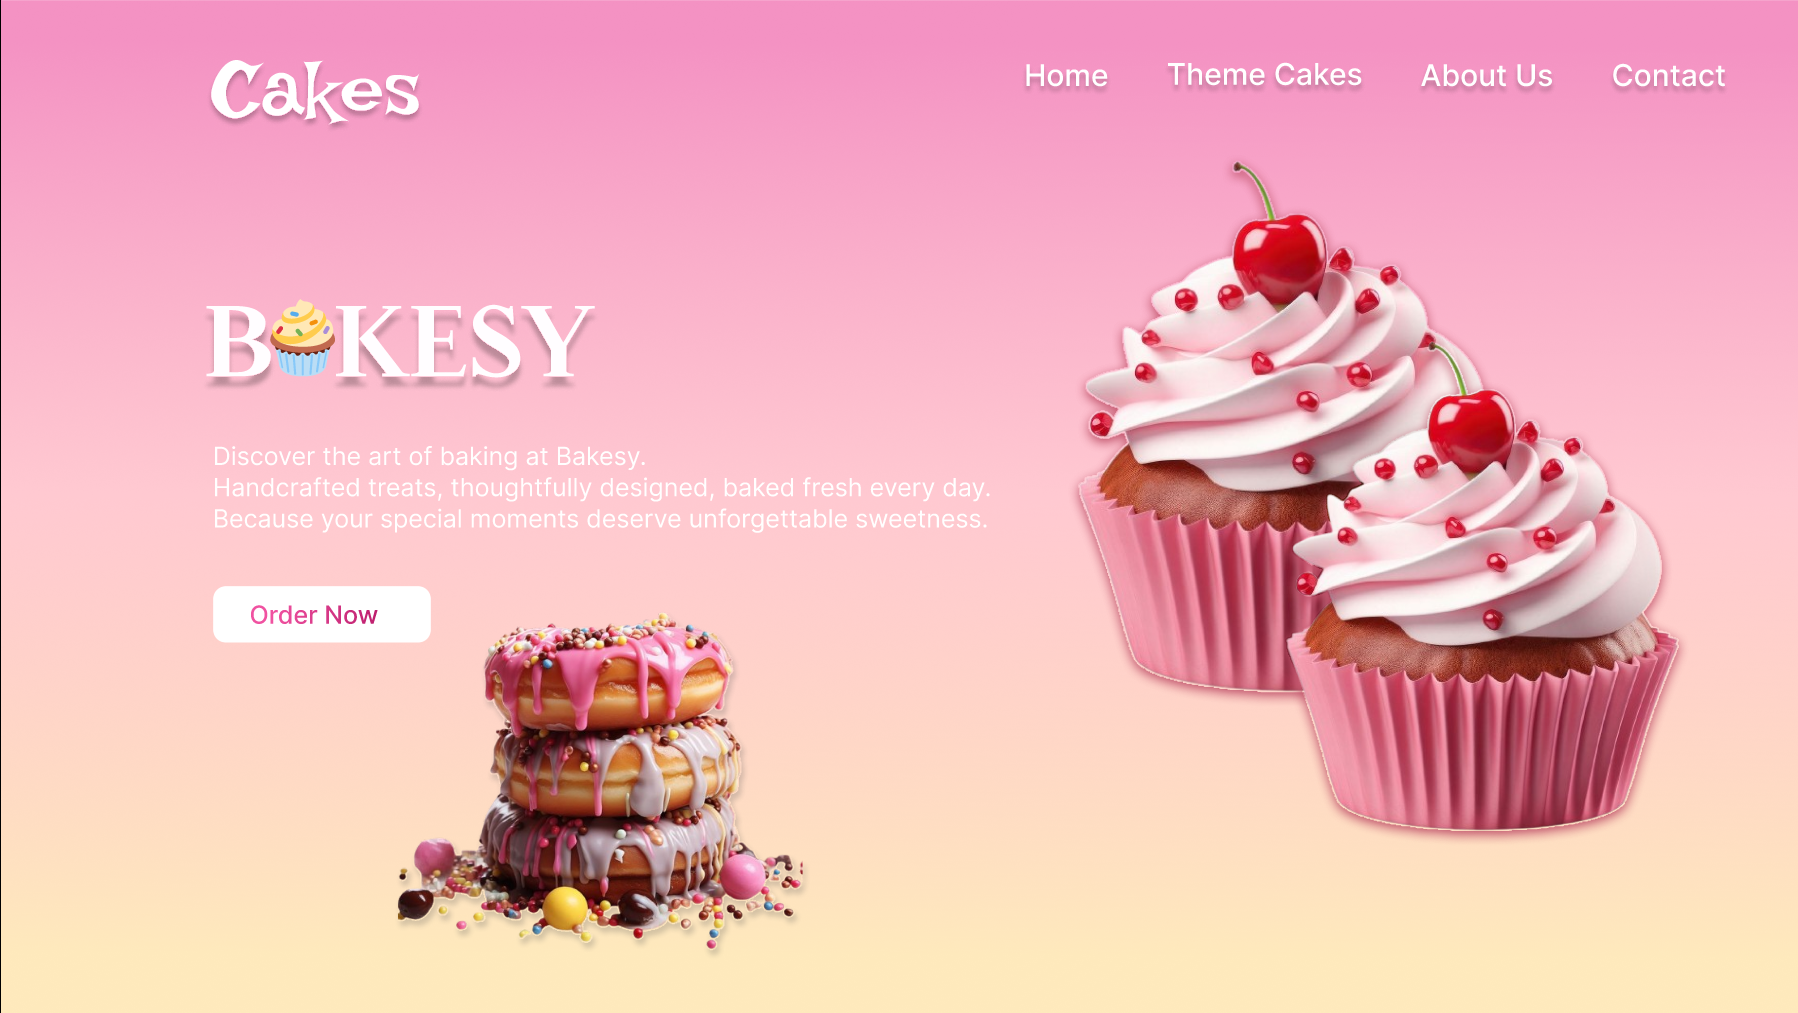 Cakes
Home Theme Cakes About Us Contact
B KESY
Discover the art of baking at Bakesy.
Handcrafted treats, thoughtfully designed, baked fresh every day.
Because your special moments deserve unforgettable sweetness.
Order Now